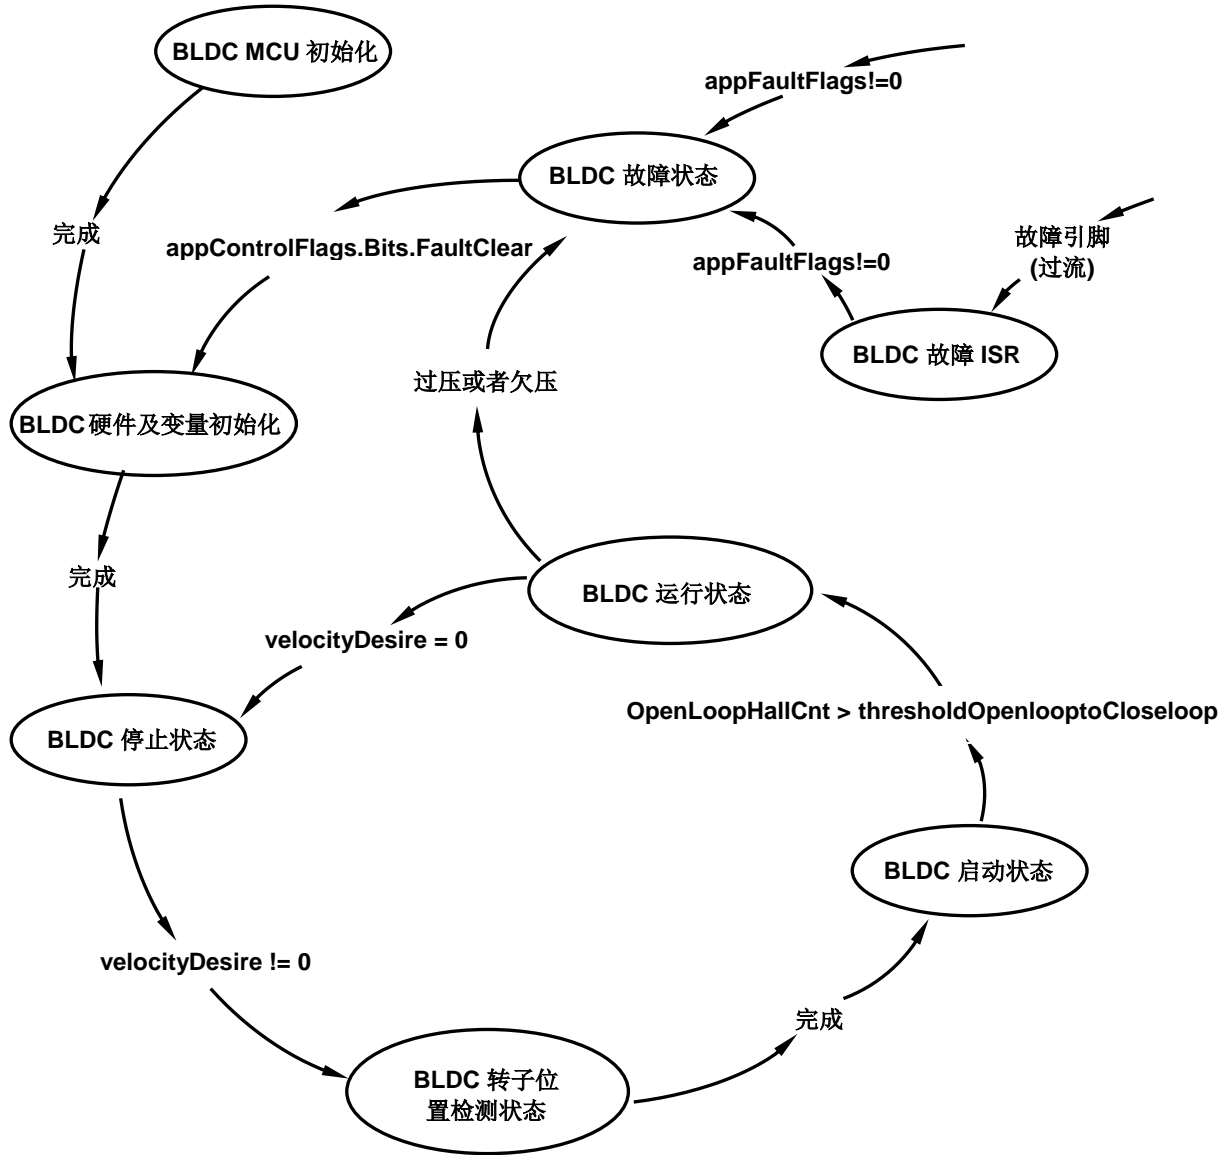 BLDC MCU 初始化
appFaultFlags!=0
BLDC 故障状态
完成
appControlFlags.Bits.FaultClear
appFaultFlags!=0
故障引脚
(过流)
BLDC 故障 ISR
过压或者欠压
BLDC 硬件及变量初始化
完成
BLDC 运行状态
velocityDesire = 0
OpenLoopHallCnt > thresholdOpenlooptoCloseloop
BLDC 停止状态
BLDC 启动状态
velocityDesire != 0
完成
BLDC 转子位
置检测状态